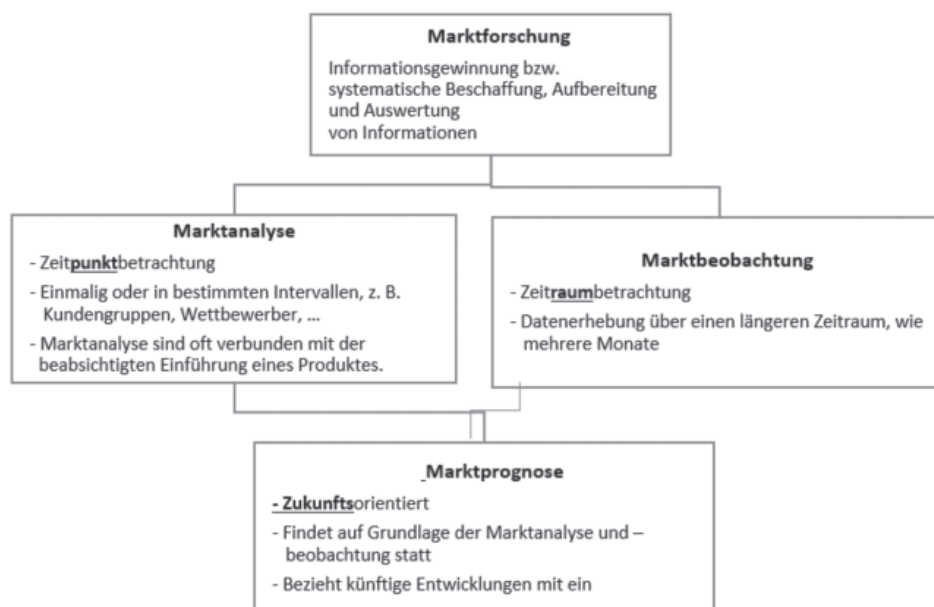 Marktforschung
Informationsgewinnung bzw.
systematische Beschaffung, Aufbereitung
und Auswertung
von Informationen
Marktanalyse
- Zeitpunktbetrachtung
- Einmalig oder in bestimmten Intervallen, z. B.
Kundengruppen, Wettbewerber, ...
- Marktanalyse sind oft verbunden mit der
beabsichtigten Einführung eines Produktes.
Marktbeobachtung
- Zeitraumbetrachtung
- Datenerhebung über einen längeren Zeitraum, wie
mehrere Monate
Marktprognose
- Zukunftsorientiert
- Findet auf Grundlage der Marktanalyse und –
beobachtung statt
- Bezieht künftige Entwicklungen mit ein